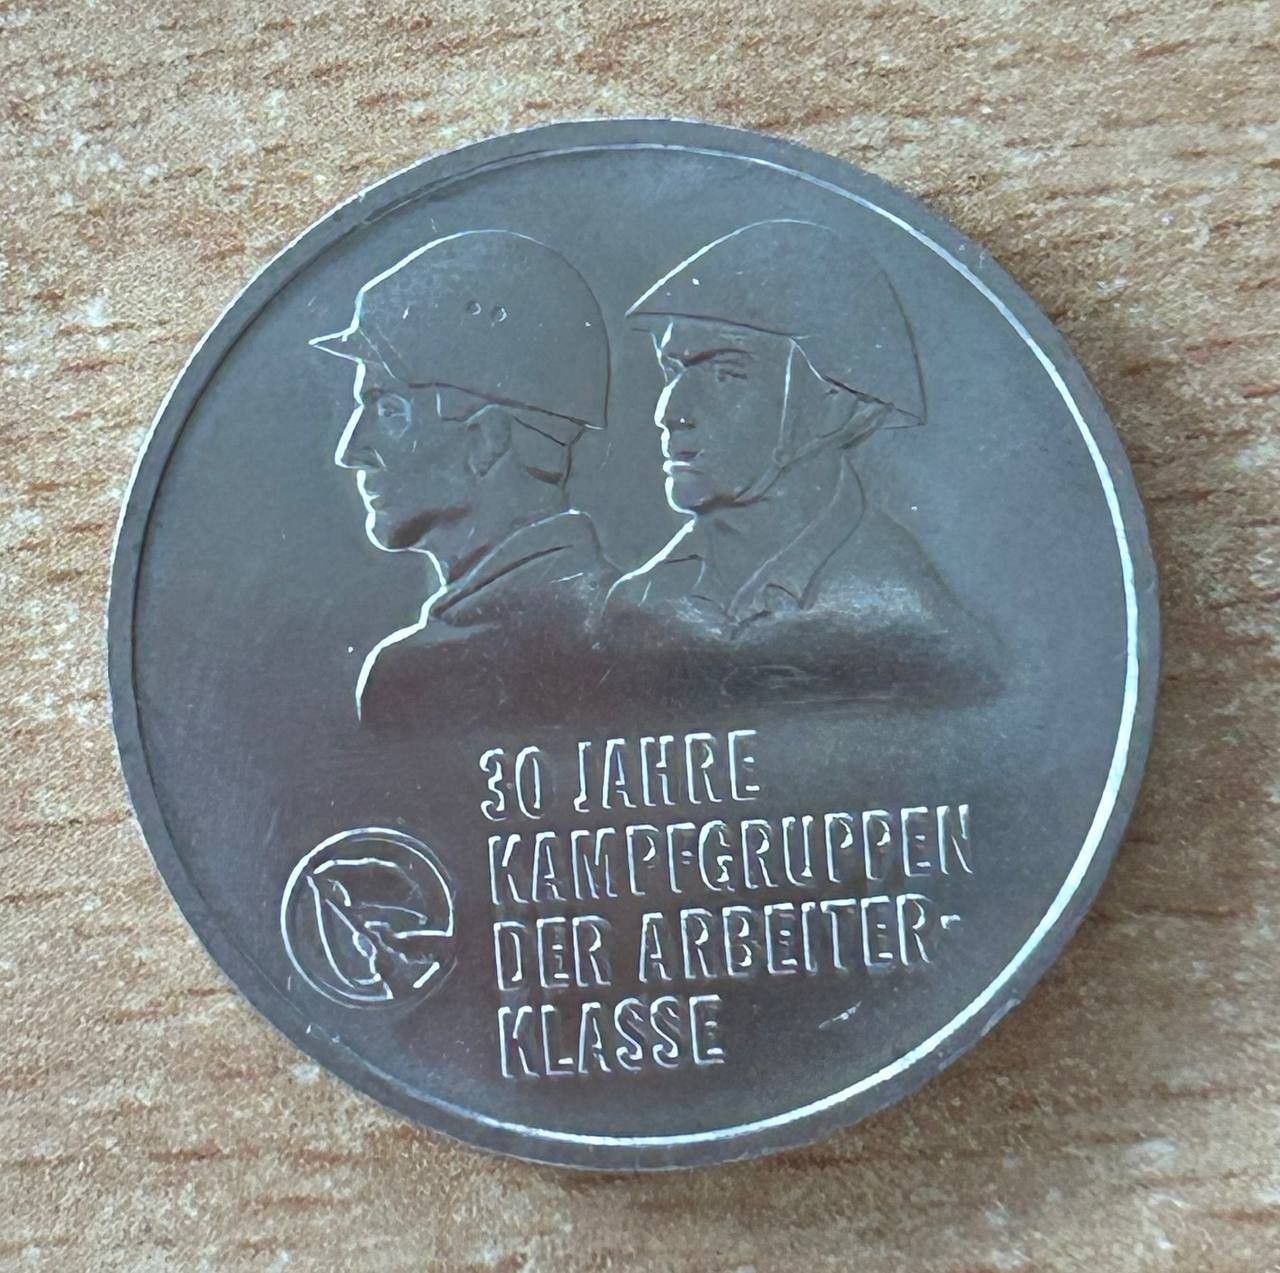 30 JAHRE
KAMPFGRUPPEN
DER ARBEITER-
KLASSE